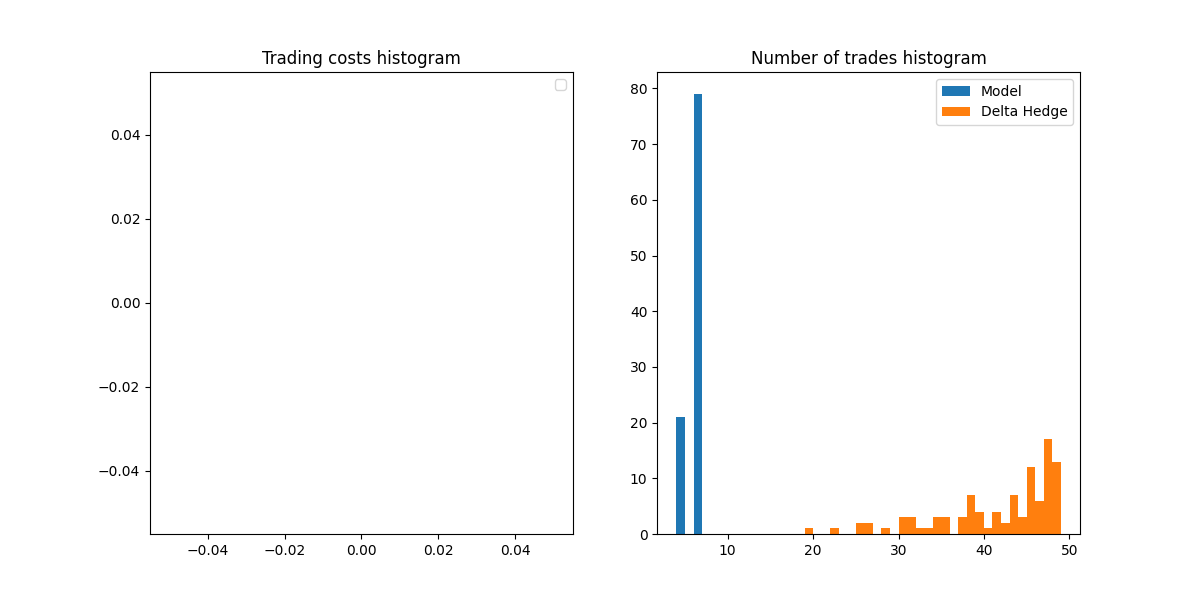 Trading costs histogram
0.04
0.02
0.00
−0.02
−0.04
−0.04 −0.02 0.00 0.02 0.04
Number of trades histogram
Model
Delta Hedge
80
70
60
50
40
30
20
10
0
10 20 30 40 50